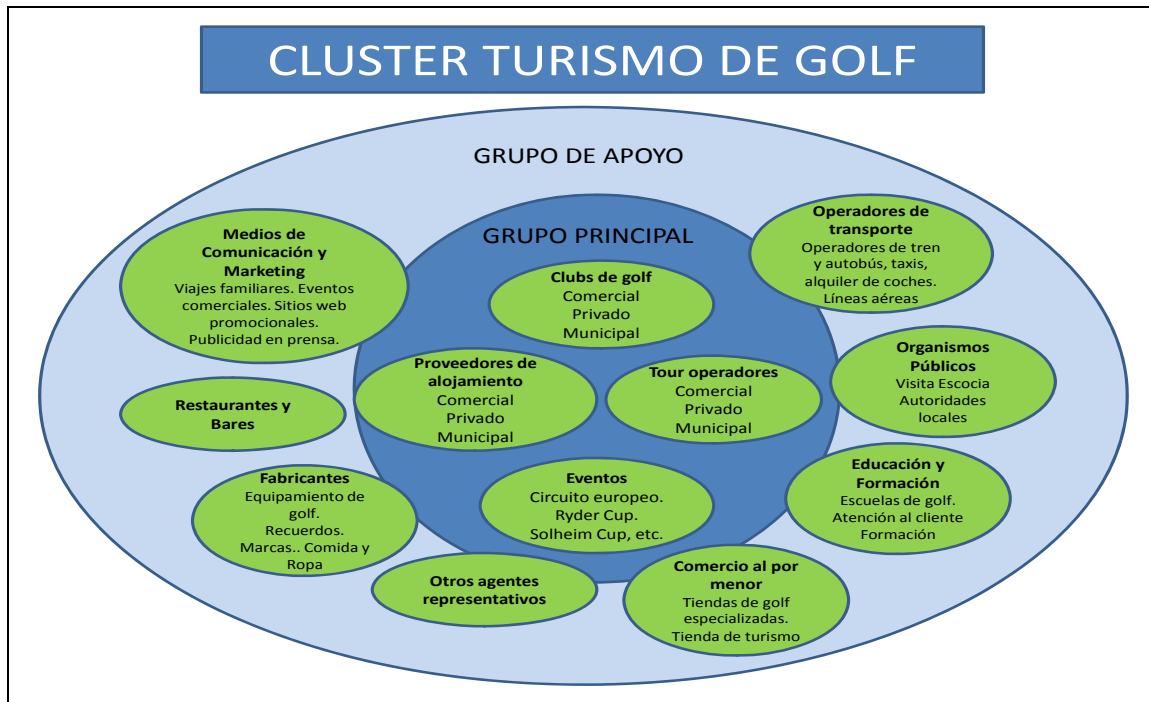 CLUSTER TURISMO DE GOLF
GRUPO DE APOYO
GRUPO PRINCIPAL
Medios de
Comunicación y
Marketing
Viajes familiares. Eventos
comerciales. Sitios web
promocionales.
Publicidad en prensa.
Clubs de golf
Comercial
Privado
Municipal
Operadores de
transporte
Operadores de tren
y autobús, taxis,
alquiler de coches.
Líneas aéreas
Restaurantes y
Bares
Proveedores de
alojamiento
Comercial
Privado
Municipal
Tour operadores
Comercial
Privado
Municipal
Organismos
Públicos
Visita Escocia
Autoridades
locales
Fabricantes
Equipamiento de
golf.
Recuerdos.
Marcas.. Comida y
Ropa
Eventos
Circuito europeo.
Ryder Cup.
Solheim Cup, etc.
Educación y
Formación
Escuelas de golf.
Atención al cliente
Formación
Otros agentes
representativos
Comercio al por
menor
Tiendas de golf
especializadas.
Tienda de turismo